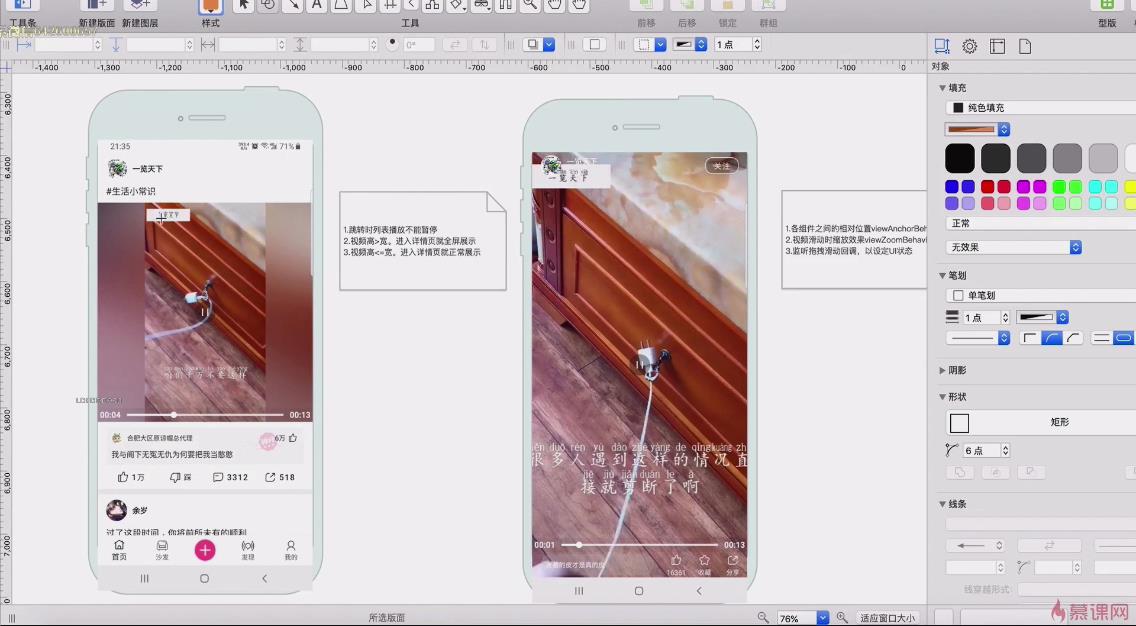 工具条
新建版面
新建图层
样式
工具
前移
后移
锁定
群组
型版
1 点
-1,400
-1,300
-1,200
-1,100
-1,000
-900
-800
-700
-600
-500
-400
-300
-200
-100
0
6,300
6,400
6,500
6,600
6,700
6,800
6,900
7,000
21:35
71%
一览天下
#生活小常识
00:04
00:13
合肥大区原谅帽总代理
6万
我与阁下无冤无仇为何要把我当憨憨
1万
踩
3312
518
余岁
过了这段时间，你将前所未有的顺利
首页
沙发
发现
我的
1.跳转时列表播放不能暂停
2.视频高>宽。进入详情页就全屏展示
3.视频高<=宽。进入详情页就正常展示
一览天下
关注
duō rén yù dào zhè yàng de qíng kuàng
很多人遇到这样的情况直
jiē jiù jiǎn duàn le a
接就剪断了啊
00:01
00:13
16361
收藏
分享
1.各组件之间的相对位置viewAnchorBeh
2.视频滑动时缩放效果viewZoomBehavi
3.监听拖拽滑动回调，以设定UI状态
对象
填充
纯色填充
正常
无效果
笔划
单笔划
1 点
阴影
形状
矩形
6 点
线条
线穿越形式:
所选版面
76%
适应窗口大小
慕课网